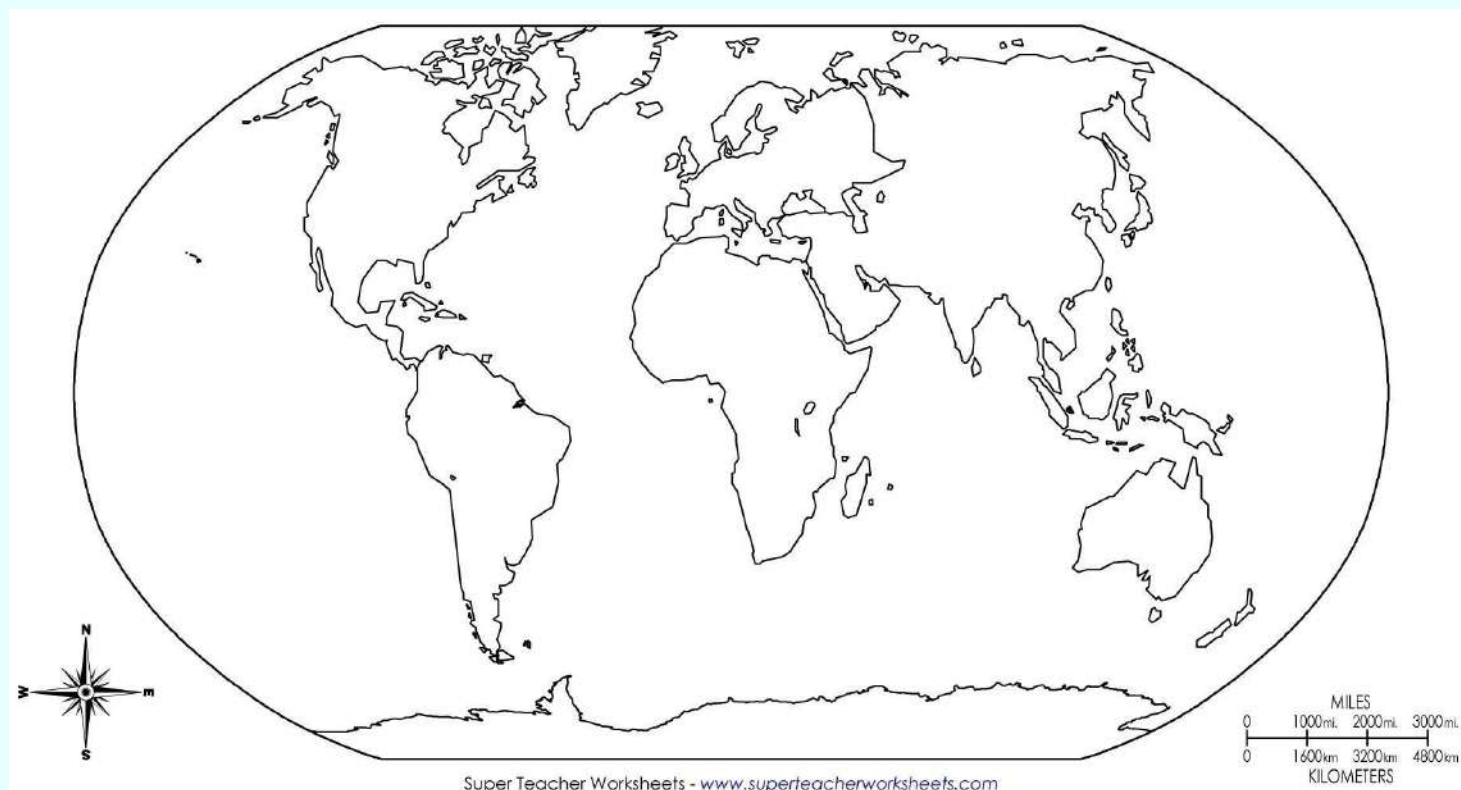 N
W E
S
MILES
0 1000mi. 2000mi. 3000mi.
0 1600km 3200km 4800km
KILOMETERS
Super Teacher Worksheets - www.superteacherworksheets.com